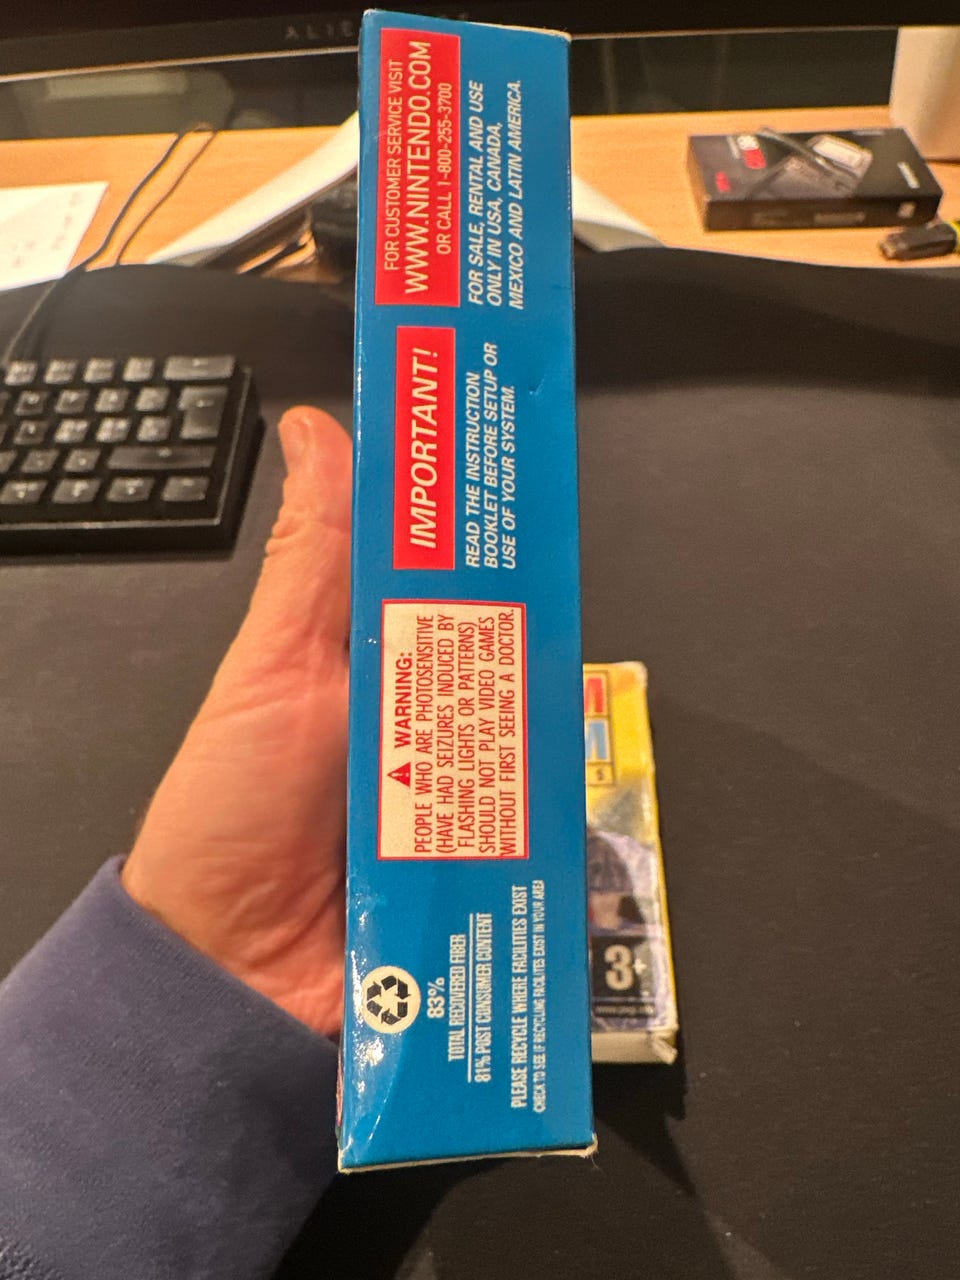 ALIE
FOR CUSTOMER SERVICE VISIT
WWW.NINTENDO.COM
OR CALL 1-800-255-3700
FOR SALE, RENTAL AND USE
ONLY IN USA, CANADA,
MEXICO AND LATIN AMERICA.
IMPORTANT!
READ THE INSTRUCTION
BOOKLET BEFORE SETUP OR
USE OF YOUR SYSTEM.
WARNING:
PEOPLE WHO ARE PHOTOSENSITIVE
(HAVE HAD SEIZURES INDUCED BY
FLASHING LIGHTS OR PATTERNS)
SHOULD NOT PLAY VIDEO GAMES
WITHOUT FIRST SEEING A DOCTOR.
83%
TOTAL RECOVERED FIBER
81% POST CONSUMER CONTENT
PLEASE RECYCLE WHERE FACILITIES EXIST
CHECK TO SEE IF RECYCLING FACILITES EXIST IN YOUR AREA
M
M
S
3+